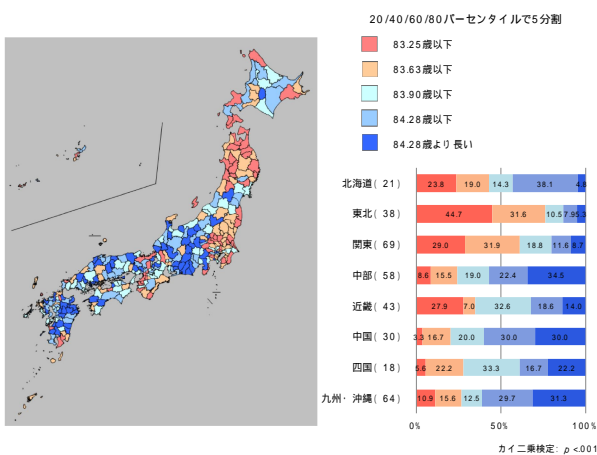 20/40/60/80パーセンタイルで5分割
83.25歳以下
83.63歳以下
83.90歳以下
84.28歳以下
84.28歳より長い
北海道( 21) 23.8 19.0 14.3 38.1 4.8
東北( 38) 44.7 31.6 10.5 7.9 5.3
関東( 69) 29.0 31.9 18.8 11.6 8.7
中部( 58) 8.6 15.5 19.0 22.4 34.5
近畿( 43) 27.9 7.0 32.6 18.6 14.0
中国( 30) 3.3 16.7 20.0 30.0 30.0
四国( 18) 5.6 22.2 33.3 16.7 22.2
九州・沖縄( 64) 10.9 15.6 12.5 29.7 31.3
0% 50% 100%
カイ二乗検定: p <.001